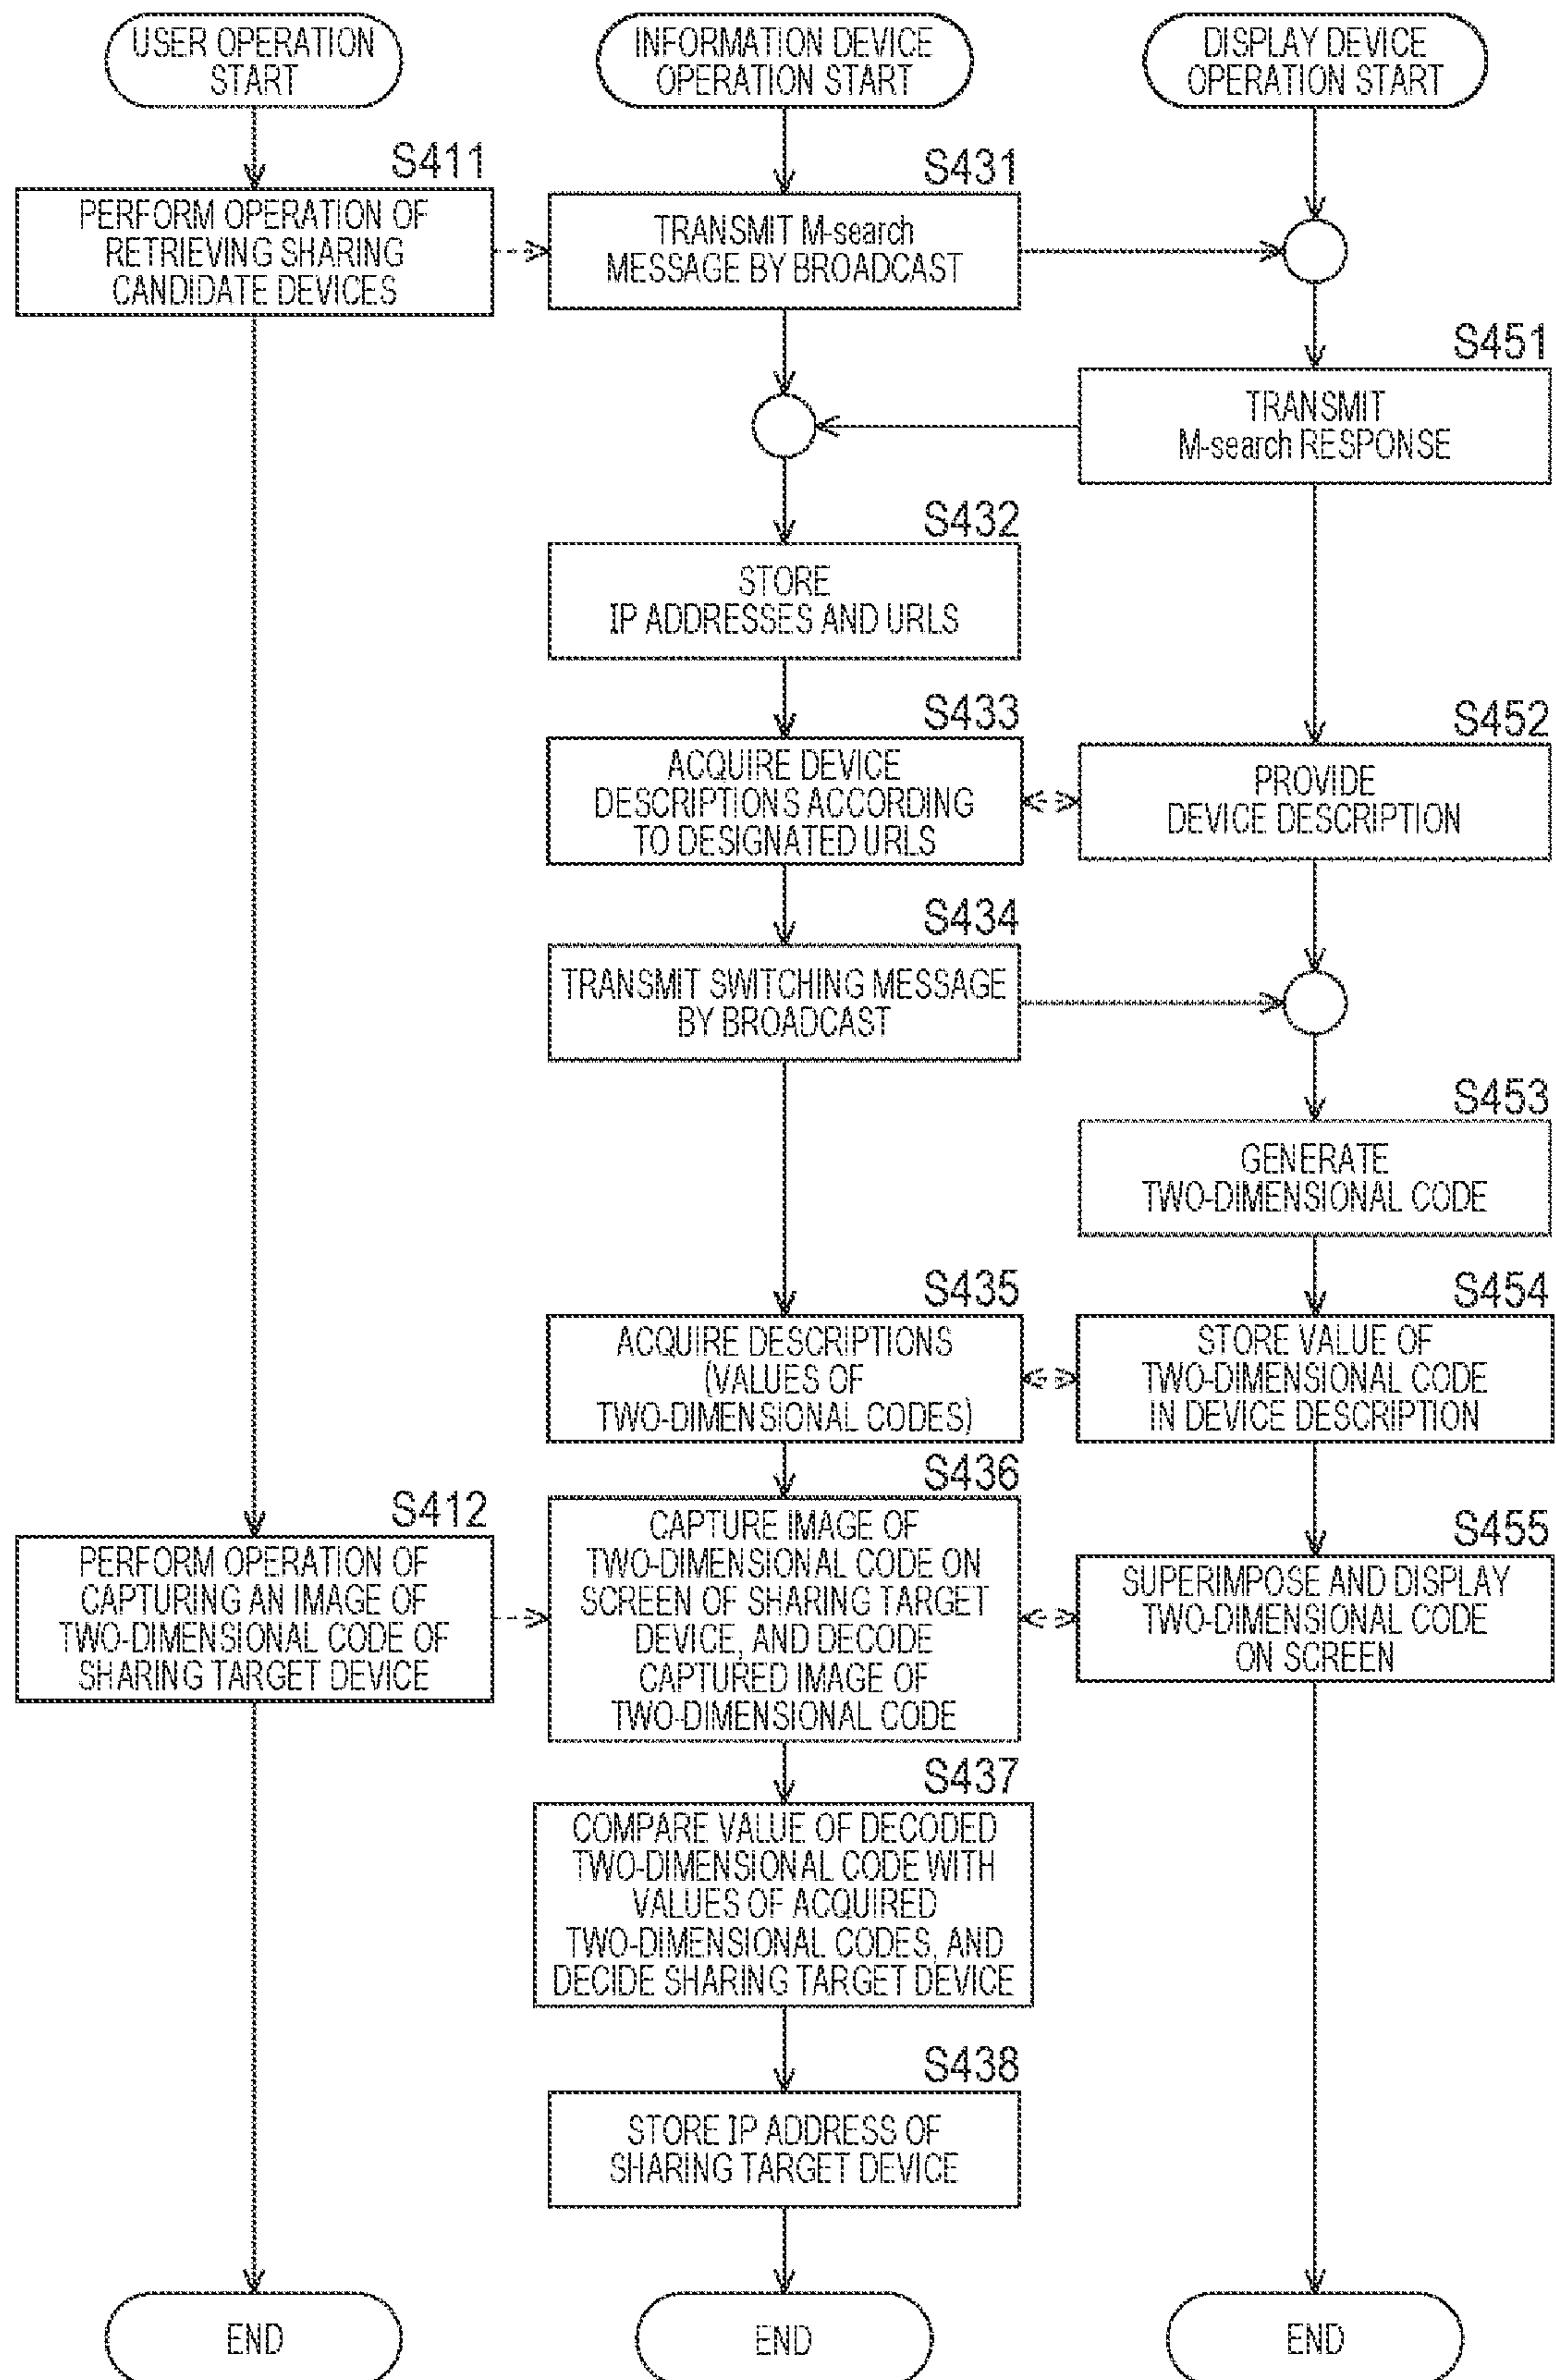 USER OPERATION
START
INFORMATION DEVICE
OPERATION START
DISPLAY DEVICE
OPERATION START
S411
PERFORM OPERATION OF
RETRIEVING SHARING
CANDIDATE DEVICES
S431
TRANSMIT M-search
MESSAGE BY BROADCAST
S451
TRANSMIT
M-search RESPONSE
S432
STORE
IP ADDRESSES AND URLS
S433
ACQUIRE DEVICE
DESCRIPTIONS ACCORDING
TO DESIGNATED URLS
S452
PROVIDE
DEVICE DESCRIPTION
S434
TRANSMIT SWITCHING MESSAGE
BY BROADCAST
S453
GENERATE
TWO-DIMENSIONAL CODE
S435
ACQUIRE DESCRIPTIONS
(VALUES OF
TWO-DIMENSIONAL CODES)
S454
STORE VALUE OF
TWO-DIMENSIONAL CODE
IN DEVICE DESCRIPTION
S412
PERFORM OPERATION OF
CAPTURING AN IMAGE OF
TWO-DIMENSIONAL CODE OF
SHARING TARGET DEVICE
S436
CAPTURE IMAGE OF
TWO-DIMENSIONAL CODE ON
SCREEN OF SHARING TARGET
DEVICE, AND DECODE
CAPTURED IMAGE OF
TWO-DIMENSIONAL CODE
S455
SUPERIMPOSE AND DISPLAY
TWO-DIMENSIONAL CODE
ON SCREEN
S437
COMPARE VALUE OF DECODED
TWO-DIMENSIONAL CODE WITH
VALUES OF ACQUIRED
TWO-DIMENSIONAL CODES, AND
DECIDE SHARING TARGET DEVICE
S438
STORE IP ADDRESS OF
SHARING TARGET DEVICE
END
END
END